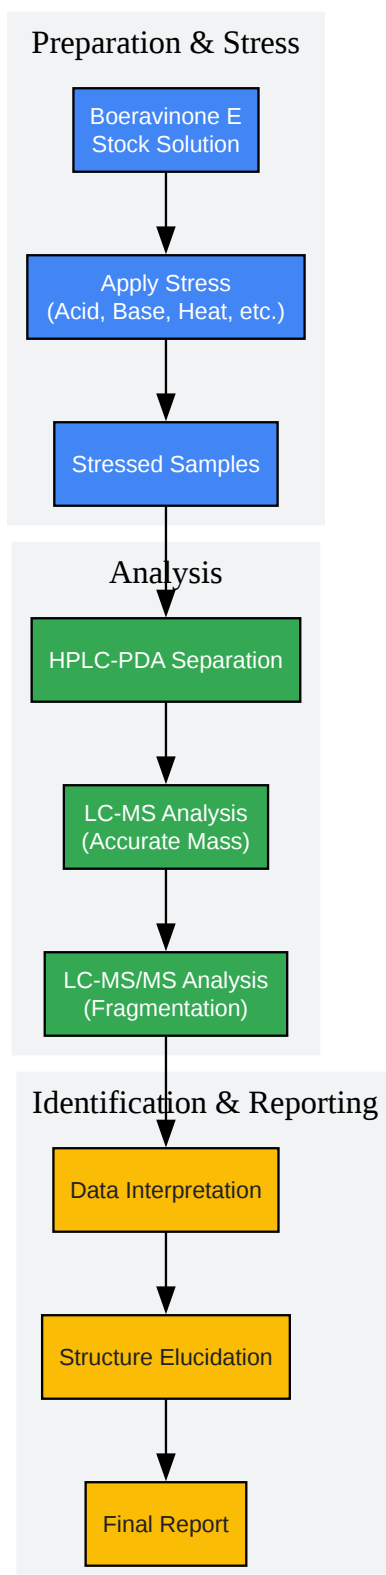 Preparation & Stress
Boeravinone E
Stock Solution
Apply Stress
(Acid, Base, Heat, etc.)
Stressed Samples
Analysis
HPLC-PDA Separation
LC-MS Analysis
(Accurate Mass)
LC-MS/MS Analysis
(Fragmentation)
Identification & Reporting
Data Interpretation
Structure Elucidation
Final Report